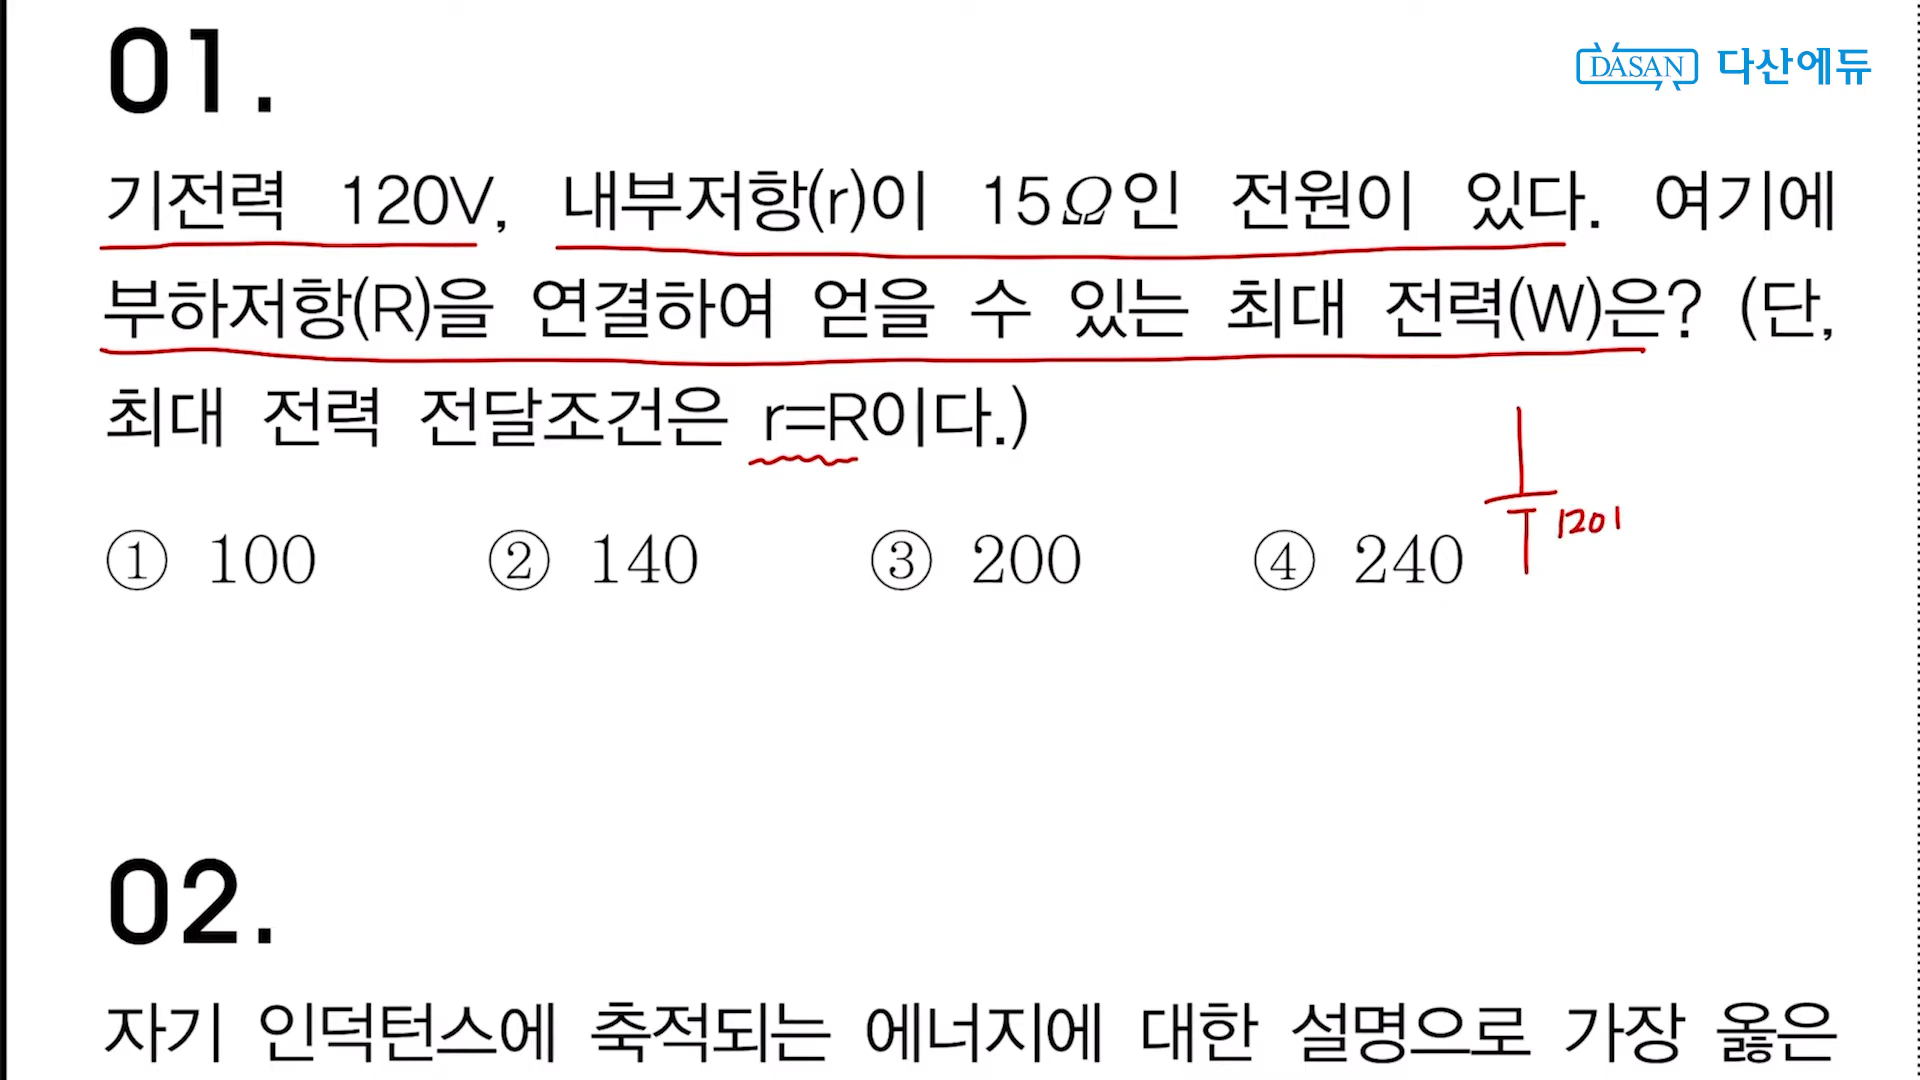 01.
DASAN 다산에듀
기전력 120V, 내부저항(r)이 15Ω인 전원이 있다. 여기에
부하저항(R)을 연결하여 얻을 수 있는 최대 전력(W)은? (단,
최대 전력 전달조건은 r=R이다.)
① 100 ② 140 ③ 200 ④ 240
120
02.
자기 인덕턴스에 축적되는 에너지에 대한 설명으로 가장 옳은